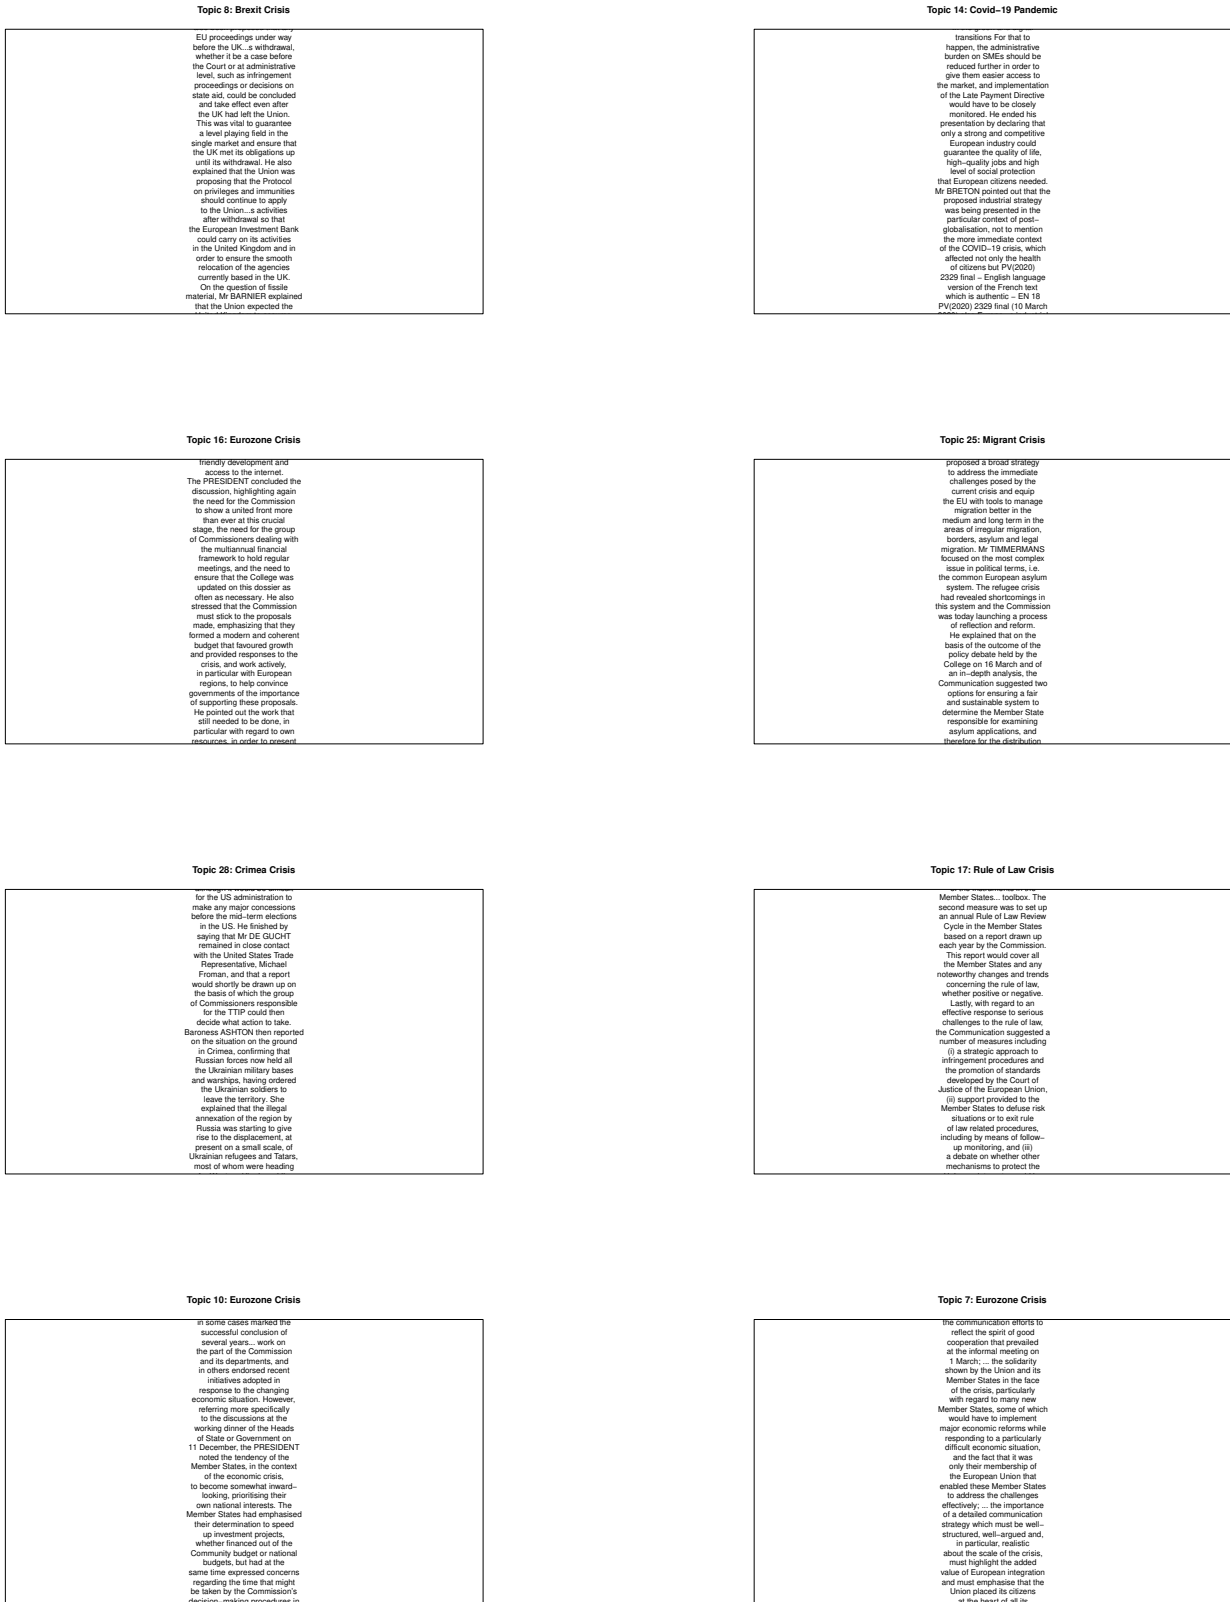 Topic 8: Brexit Crisis
EU proceedings under way
before the UK...s withdrawal,
whether it be a case before
the Court or at administrative
level, such as infringement
proceedings or decisions on
state aid, could be concluded
and take effect even after
the UK had left the Union.
This was vital to guarantee
a level playing field in the
single market and ensure that
the UK met its obligations up
until its withdrawal. He also
explained that the Union was
proposing that the Protocol
on privileges and immunities
should continue to apply
to the Union...s activities
after withdrawal so that
the European Investment Bank
could carry on its activities
in the United Kingdom and in
order to ensure the smooth
relocation of the agencies
currently based in the UK.
On the question of fissile
material, Mr BARNIER explained
that the Union expected the
Topic 14: Covid−19 Pandemic
transitions For that to
happen, the administrative
burden on SMEs should be
reduced further in order to
give them easier access to
the market, and implementation
of the Late Payment Directive
would have to be closely
monitored. He ended his
presentation by declaring that
only a strong and competitive
European industry could
guarantee the quality of life,
high−quality jobs and high
level of social protection
that European citizens needed.
Mr BRETON pointed out that the
proposed industrial strategy
was being presented in the
particular context of post−
globalisation, not to mention
the more immediate context
of the COVID−19 crisis, which
affected not only the health
of citizens but PV(2020)
2329 final − English language
version of the French text
which is authentic − EN 18
PV(2020) 2329 final (10 March
Topic 16: Eurozone Crisis
friendly development and
access to the internet.
The PRESIDENT concluded the
discussion, highlighting again
the need for the Commission
to show a united front more
than ever at this crucial
stage, the need for the group
of Commissioners dealing with
the multiannual financial
framework to hold regular
meetings, and the need to
ensure that the College was
updated on this dossier as
often as necessary. He also
stressed that the Commission
must stick to the proposals
made, emphasizing that they
formed a modern and coherent
budget that favoured growth
and provided responses to the
crisis, and work actively,
in particular with European
regions, to help convince
governments of the importance
of supporting these proposals.
He pointed out the work that
still needed to be done, in
particular with regard to own
resources, in order to present
Topic 25: Migrant Crisis
proposed a broad strategy
to address the immediate
challenges posed by the
current crisis and equip
the EU with tools to manage
migration better in the
medium and long term in the
areas of irregular migration,
borders, asylum and legal
migration. Mr TIMMERMANS
focused on the most complex
issue in political terms, i.e.
the common European asylum
system. The refugee crisis
had revealed shortcomings in
this system and the Commission
was today launching a process
of reflection and reform.
He explained that on the
basis of the outcome of the
policy debate held by the
College on 16 March and of
an in−depth analysis, the
Communication suggested two
options for ensuring a fair
and sustainable system to
determine the Member State
responsible for examining
asylum applications, and
therefore for the distribution
Topic 28: Crimea Crisis
for the US administration to
make any major concessions
before the mid−term elections
in the US. He finished by
saying that Mr DE GUCHT
remained in close contact
with the United States Trade
Representative, Michael
Froman, and that a report
would shortly be drawn up on
the basis of which the group
of Commissioners responsible
for the TTIP could then
decide what action to take.
Baroness ASHTON then reported
on the situation on the ground
in Crimea, confirming that
Russian forces now held all
the Ukrainian military bases
and warships, having ordered
the Ukrainian soldiers to
leave the territory. She
explained that the illegal
annexation of the region by
Russia was starting to give
rise to the displacement, at
present on a small scale, of
Ukrainian refugees and Tatars,
most of whom were heading
Topic 17: Rule of Law Crisis
Member States... toolbox. The
second measure was to set up
an annual Rule of Law Review
Cycle in the Member States
based on a report drawn up
each year by the Commission.
This report would cover all
the Member States and any
noteworthy changes and trends
concerning the rule of law,
whether positive or negative.
Lastly, with regard to an
effective response to serious
challenges to the rule of law,
the Communication suggested a
number of measures including
(i) a strategic approach to
infringement procedures and
the promotion of standards
developed by the Court of
Justice of the European Union,
(ii) support provided to the
Member States to defuse risk
situations or to exit rule
of law related procedures,
including by means of follow−
up monitoring, and (iii)
a debate on whether other
mechanisms to protect the
Topic 10: Eurozone Crisis
in some cases marked the
successful conclusion of
several years... work on
the part of the Commission
and its departments, and
in others endorsed recent
initiatives adopted in
response to the changing
economic situation. However,
referring more specifically
to the discussions at the
working dinner of the Heads
of State or Government on
11 December, the PRESIDENT
noted the tendency of the
Member States, in the context
of the economic crisis,
to become somewhat inward−
looking, prioritising their
own national interests. The
Member States had emphasised
their determination to speed
up investment projects,
whether financed out of the
Community budget or national
budgets, but had at the
same time expressed concerns
regarding the time that might
be taken by the Commission's
decision−making procedures in
Topic 7: Eurozone Crisis
the communication efforts to
reflect the spirit of good
cooperation that prevailed
at the informal meeting on
1 March; ... the solidarity
shown by the Union and its
Member States in the face
of the crisis, particularly
with regard to many new
Member States, some of which
would have to implement
major economic reforms while
responding to a particularly
difficult economic situation,
and the fact that it was
only their membership of
the European Union that
enabled these Member States
to address the challenges
effectively; ... the importance
of a detailed communication
strategy which must be well−
structured, well−argued and,
in particular, realistic
about the scale of the crisis,
must highlight the added
value of European integration
and must emphasise that the
Union placed its citizens
at the heart of all its